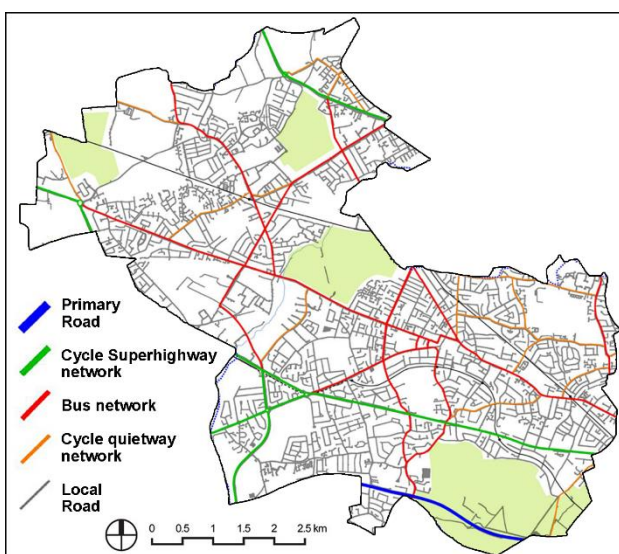 Primary
Road
Cycle Superhighway
network
Bus network
Cycle quietway
network
Local
Road
0 0.5 1 1.5 2 2.5 km